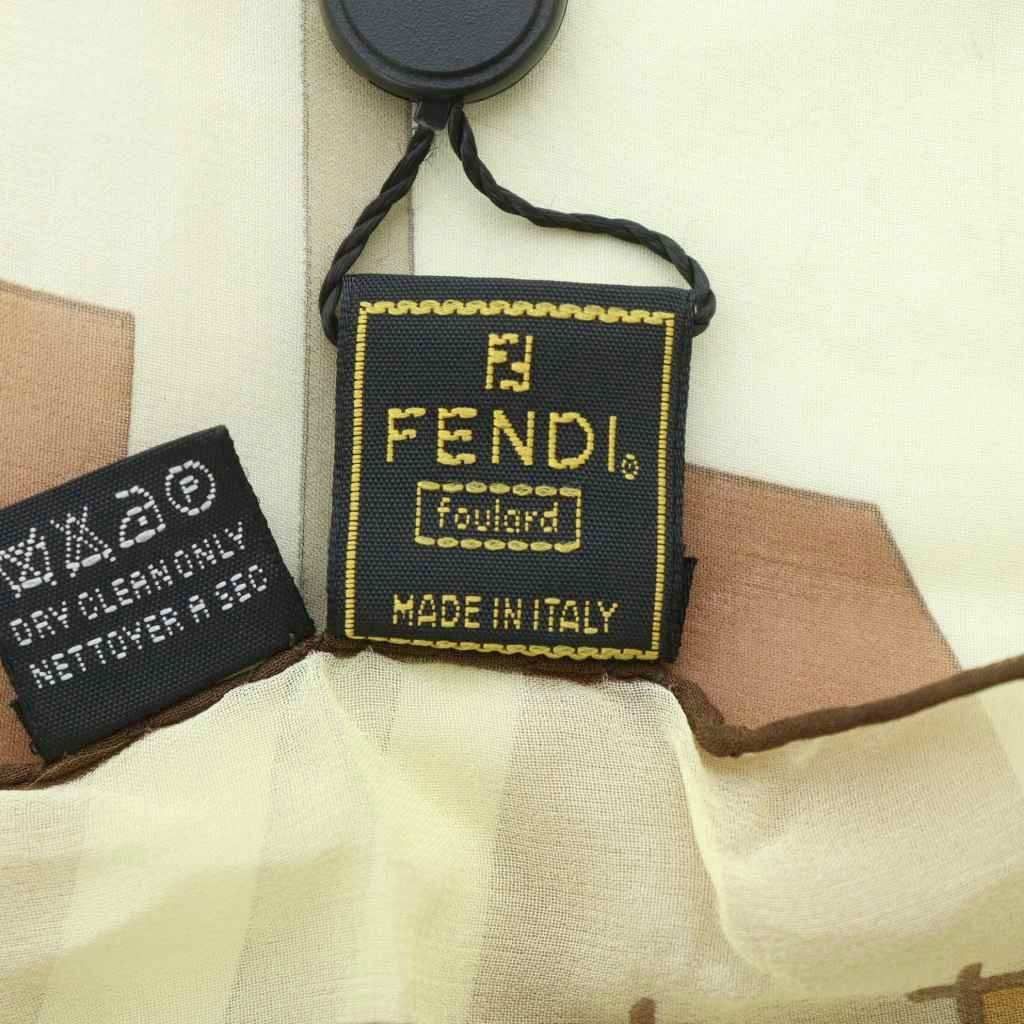 FENDI®
foulard
MADE IN ITALY
P
DRY CLEAN ONLY
NETTOYER A SEC